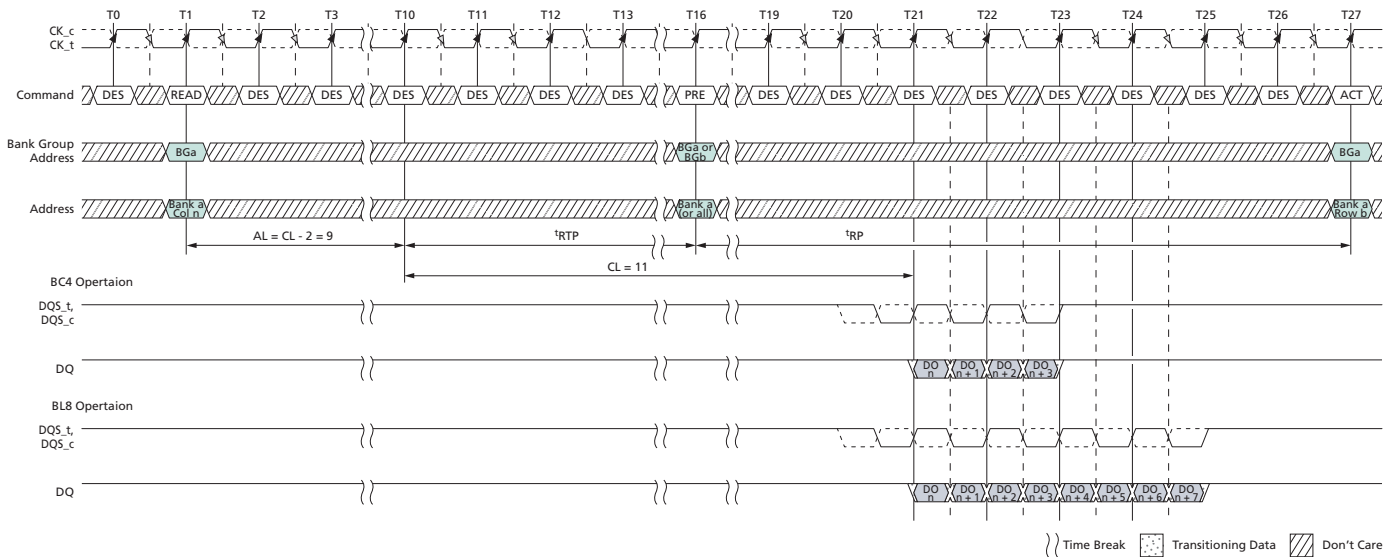 T0 T1 T2 T3 T10 T11 T12 T13 T16 T19 T20 T21 T22 T23 T24 T25 T26 T27
CK_c
CK_t
Command DES READ DES DES DES DES DES DES PRE DES DES DES DES DES DES DES DES ACT
Bank Group
Address
BGa
BGa or
BGb
BGa
Address
Bank a
Col n
Bank a
(or all)
Bank a
Row b
AL = CL - 2 = 9 tRTP tRP
CL = 11
BC4 Opertaion
DQS_t,
DQS_c
DQ
DO
n
DO
n + 1
DO
n + 2
DO
n + 3
BL8 Opertaion
DQS_t,
DQS_c
DQ
DO
n
DO
n + 1
DO
n + 2
DO
n + 3
DO
n + 4
DO
n + 5
DO
n + 6
DO
n + 7
Time Break Transitioning Data Don't Care